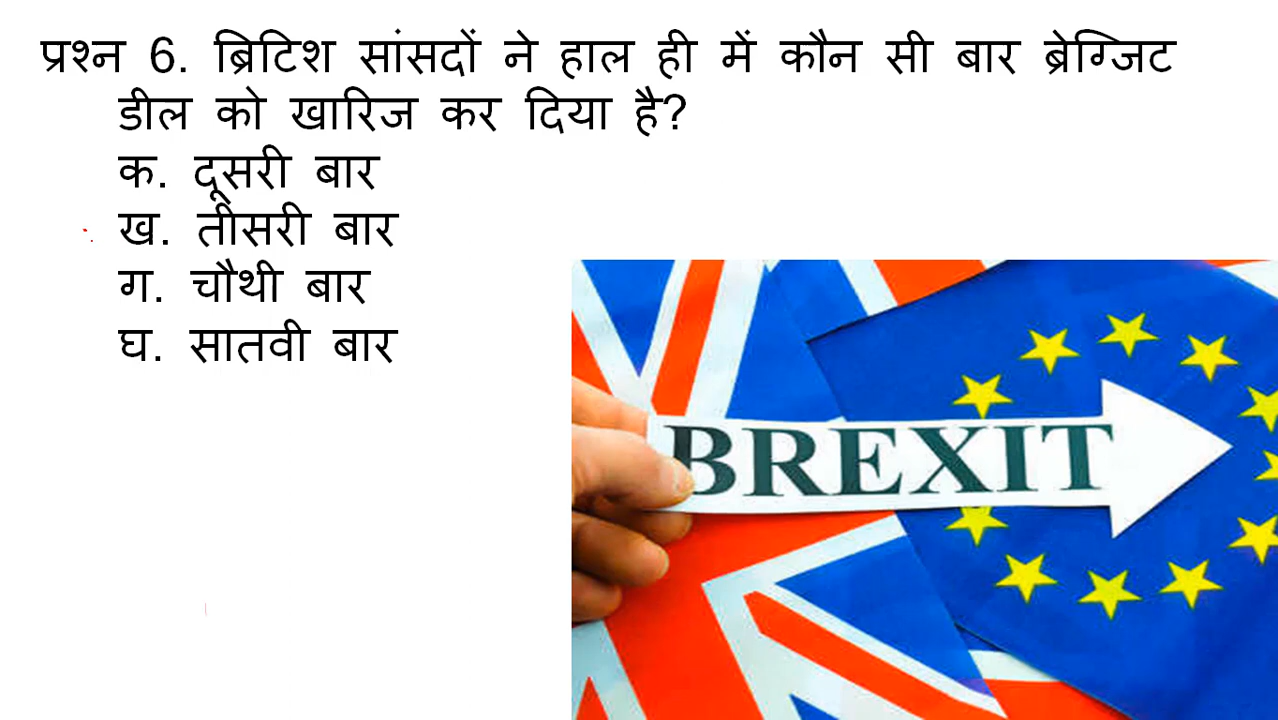 प्रश्न 6. ब्रिटिश सांसदों ने हाल ही में कौन सी बार ब्रेग्जिट
डील को खारिज कर दिया है?
क. दूसरी बार
ख. तीसरी बार
ग. चौथी बार
घ. सातवी बार
BREXIT